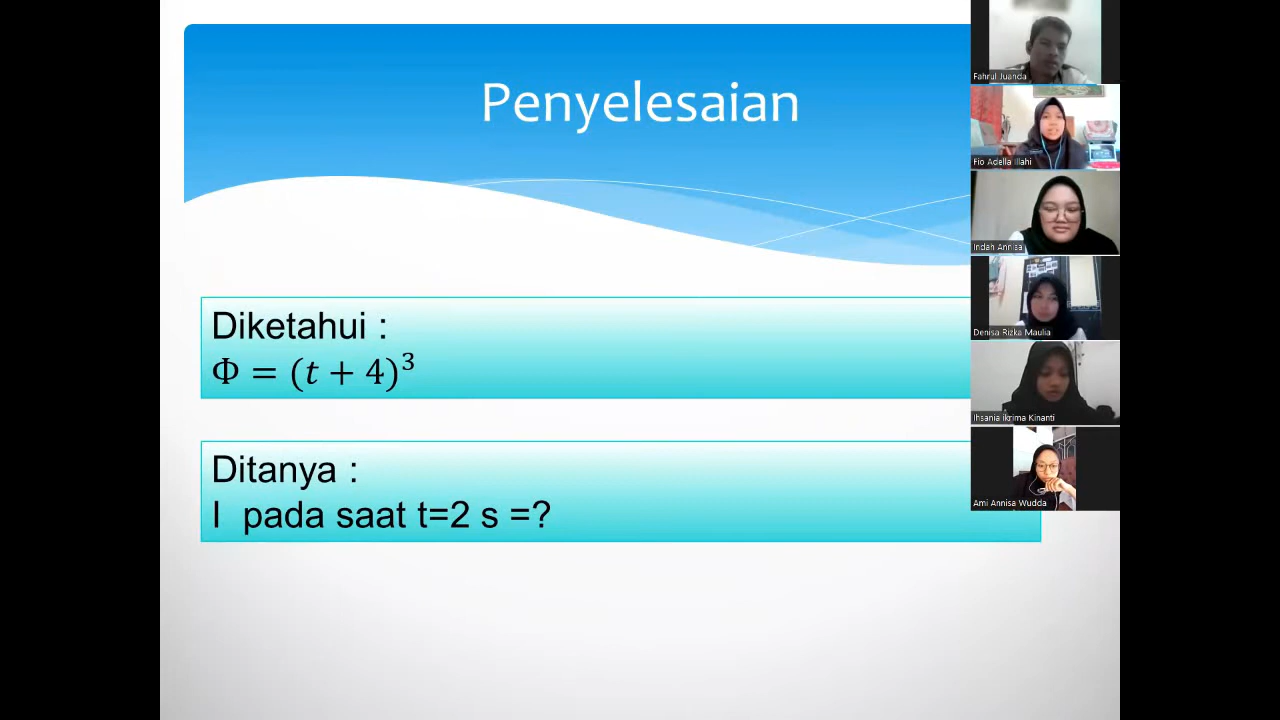 Penyelesaian
Diketahui :
Φ = (t + 4)³
Ditanya :
I pada saat t=2 s =?
Fahrul Juanda
Fio Adella Illahi
Indah Annisa
Denisa Rizka Maulia
Ihsania ikrima Kinanti
Ami Annisa Wudda